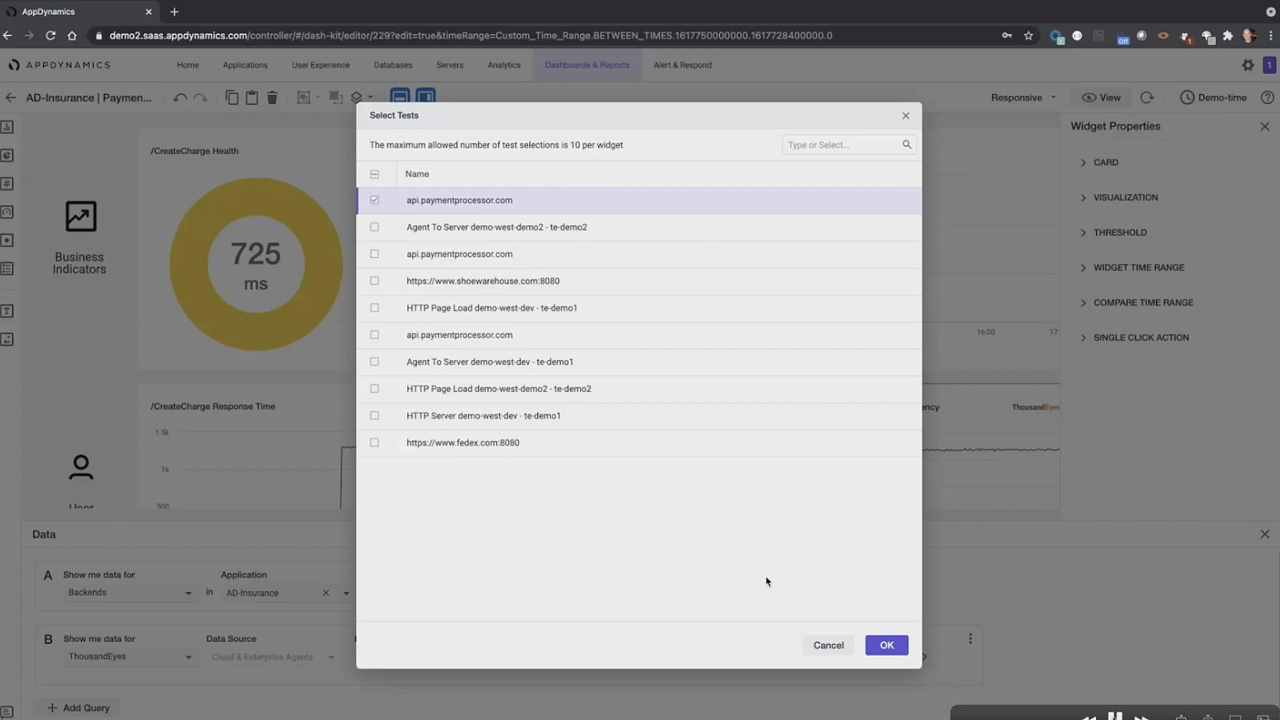 AppDynamics
demo2.saas.appdynamics.com/controller/#/dash-kit/editor/229?edit=true&timeRange=Custom_Time_Range.BETWEEN_TIMES.1617750000000.1617728400000.0
APPDYNAMICS
Home
Applications
User Experience
Databases
Servers
Analytics
Dashboards & Reports
Alert & Respond
1
AD-Insurance | Paymen...
Responsive
View
Demo-time
Select Tests
The maximum allowed number of test selections is 10 per widget
Type or Select...
Name
api.paymentprocessor.com
Agent To Server demo-west-demo2 - te-demo2
api.paymentprocessor.com
https://www.shoewarehouse.com:8080
HTTP Page Load demo-west-dev - te-demo1
api.paymentprocessor.com
Agent To Server demo-west-dev - te-demo1
HTTP Page Load demo-west-demo2 - te-demo2
HTTP Server demo-west-dev - te-demo1
https://www.fedex.com:8080
Cancel
OK
/CreateCharge Health
725
ms
Business
Indicators
/CreateCharge Response Time
1.5k
1k
500
User
16:00
17
ThousandEyes
Widget Properties
CARD
VISUALIZATION
THRESHOLD
WIDGET TIME RANGE
COMPARE TIME RANGE
SINGLE CLICK ACTION
Data
A
Show me data for
Backends
in
Application
AD-Insurance
B
Show me data for
ThousandEyes
Data Source
Cloud & Enterprise Agents
Add Query